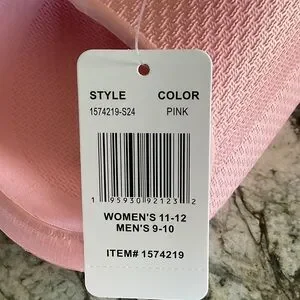 STYLE COLOR
1574219-S24 PINK
1 95930 92123 2
WOMEN'S 11-12
MEN'S 9-10
ITEM# 1574219